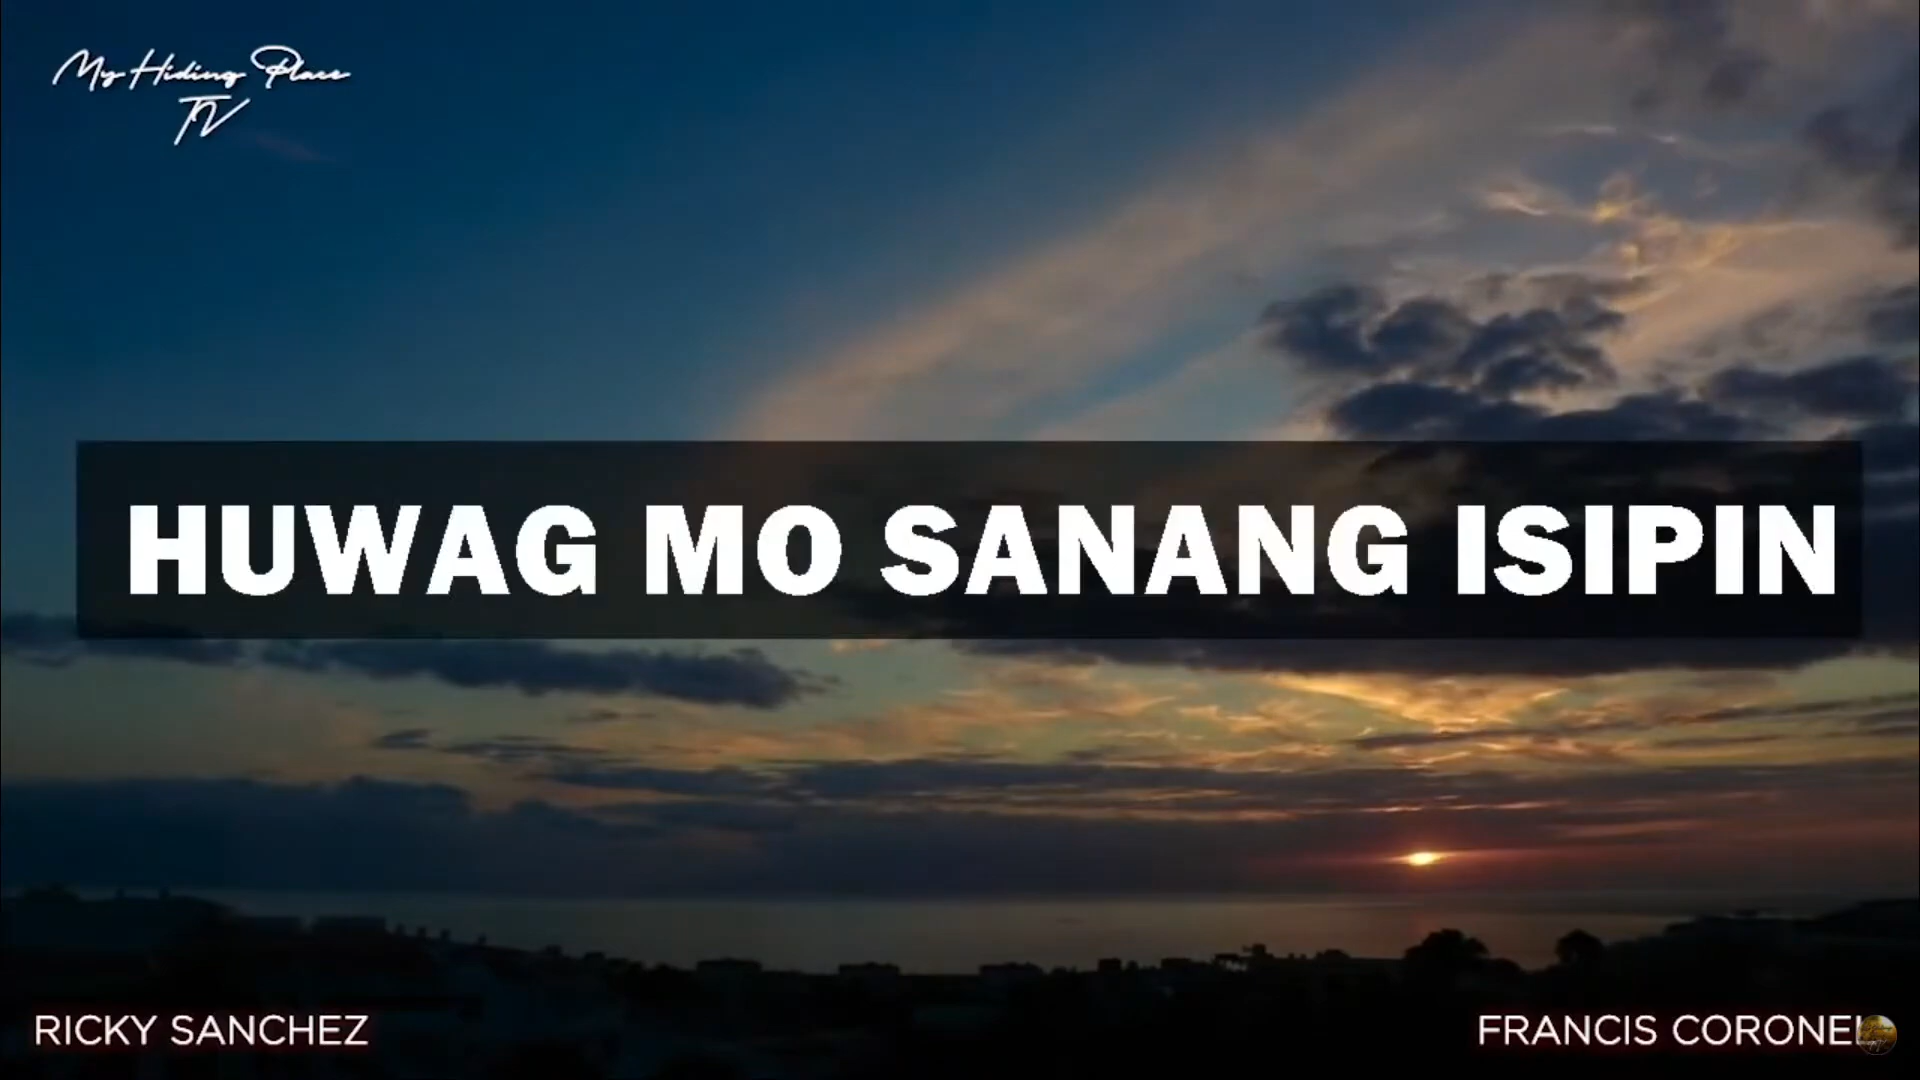 My Hiding Place
TV
HUWAG MO SANANG ISIPIN
RICKY SANCHEZ
FRANCIS CORONEL